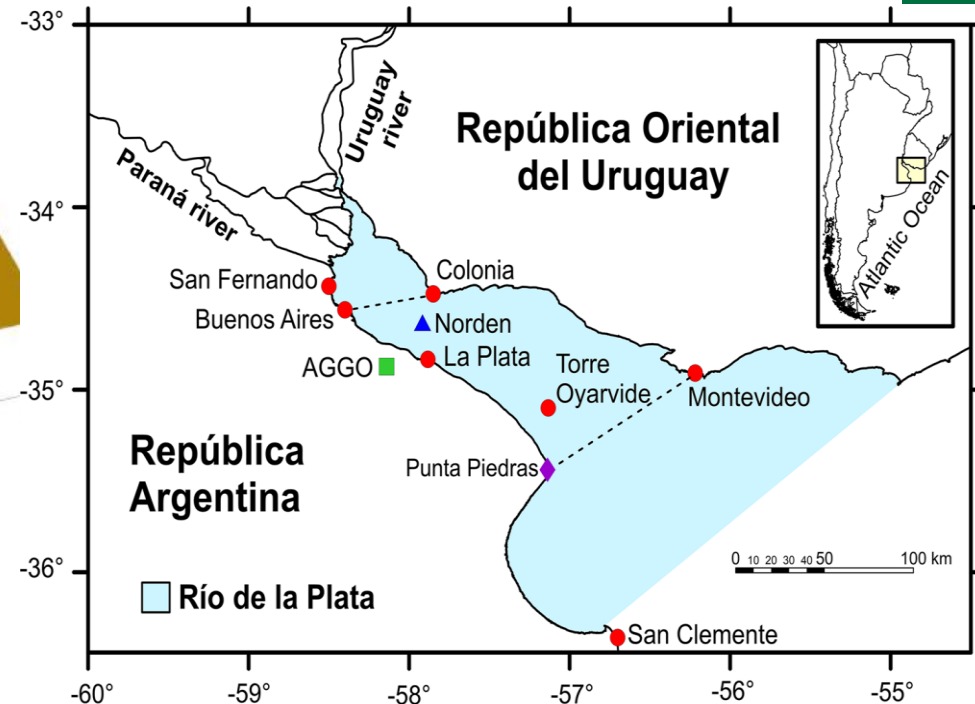 -33°
-34°
-35°
-36°
-60°
-59°
-58°
-57°
-56°
-55°
Uruguay
river
Paraná river
República Oriental
del Uruguay
Atlantic Ocean
San Fernando
Colonia
Buenos Aires
Norden
La Plata
AGGO
Torre
Oyarvide
Montevideo
República
Argentina
Punta Piedras
0 10 20 30 40 50 100 km
Río de la Plata
San Clemente